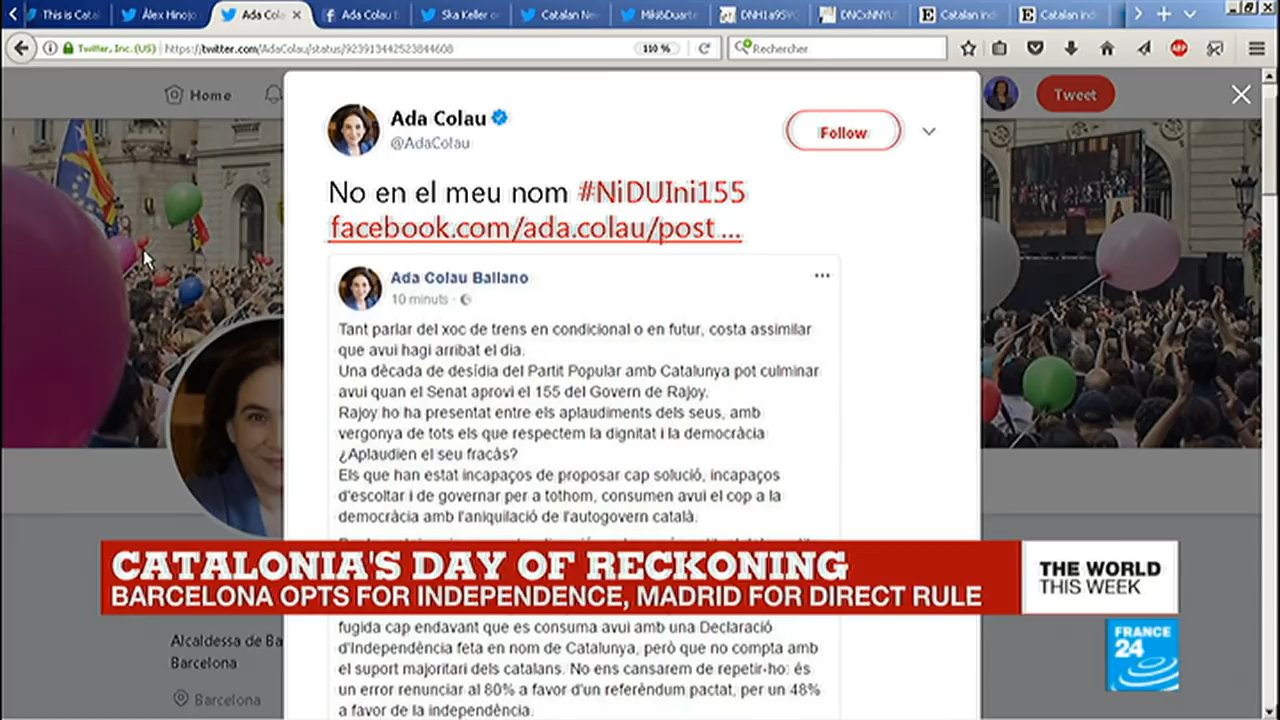 This is Catal
Àlex Hinojo
Ada Col
Ada Colau
Ska Keller
Catalan Ne
Miki&Duarte
Catalan ind
Catalan ind
Twitter, Inc. (US)
https://twitter.com/AdaColau/status/923913442523844608
110 %
Rechercher
ABP
Home
Tweet
Ada Colau
@AdaColau
Follow
No en el meu nom #NiDUIni155
facebook.com/ada.colau/post ...
Ada Colau Ballano
10 minuts
Tant parlar del xoc de trens en condicional o en futur, costa assimilar
que avui hagi arribat el dia.
Una dècada de desídia del Partit Popular amb Catalunya pot culminar
avui quan el Senat aprovi el 155 del Govern de Rajoy.
Rajoy ho ha presentat entre els aplaudiments dels seus, amb
vergonya de tots els que respectem la dignitat i la democràcia
¿Aplaudien el seu fracàs?
Els que han estat incapaços de proposar cap solució, incapaços
d'escoltar i de governar per a tothom, consumen avui el cop a la
democràcia amb l'aniquilació de l'autogovern català.
CATALONIA'S DAY OF RECKONING
BARCELONA OPTS FOR INDEPENDENCE, MADRID FOR DIRECT RULE
THE WORLD
THIS WEEK
fugida cap endavant que es consuma avui amb una Declaració
d'Independència feta en nom de Catalunya, però que no compta amb
el suport majoritari dels catalans. No ens cansarem de repetir-ho: és
un error renunciar al 80% a favor d'un referèndum pactat, per un 48%
a favor de la independència.
Alcaldessa de Ba
Barcelona
Barcelona
FRANCE
24